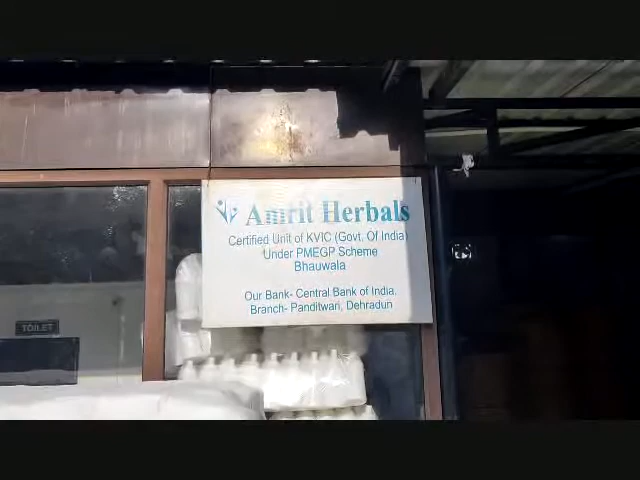 Amrit Herbals
Certified Unit of KVIC (Govt. Of India)
Under PMEGP Scheme
Bhauwala
Our Bank- Central Bank of India.
Branch- Panditwari, Dehradun
TOILET